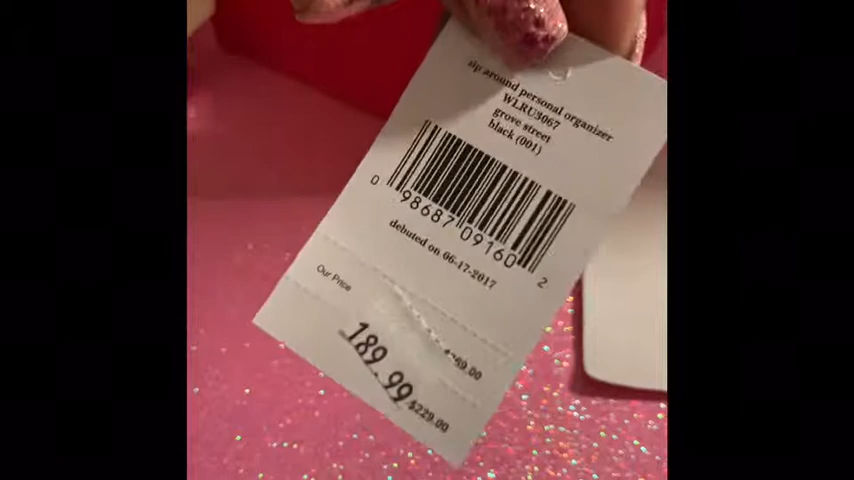 zip around personal organizer
WLRU3067
grove street
black (001)
0 98687 09160 2
debuted on 06-17-2017
Our Price
189.99
$229.00